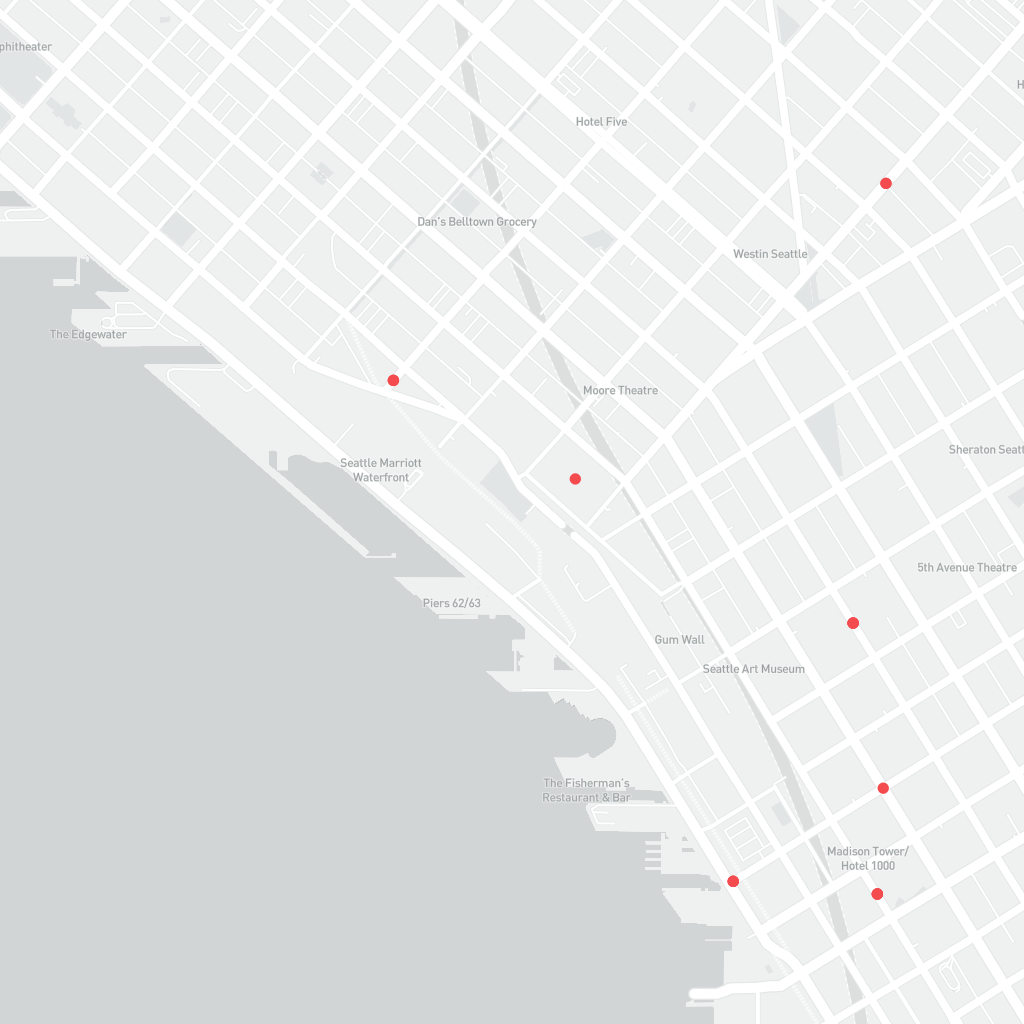 phitheater
H
Hotel Five
Dan's Belltown Grocery
Westin Seattle
The Edgewater
Moore Theatre
Sheraton Seatt
Seattle Marriott
Waterfront
5th Avenue Theatre
Piers 62/63
Gum Wall
Seattle Art Museum
The Fisherman's
Restaurant & Bar
Madison Tower/
Hotel 1000